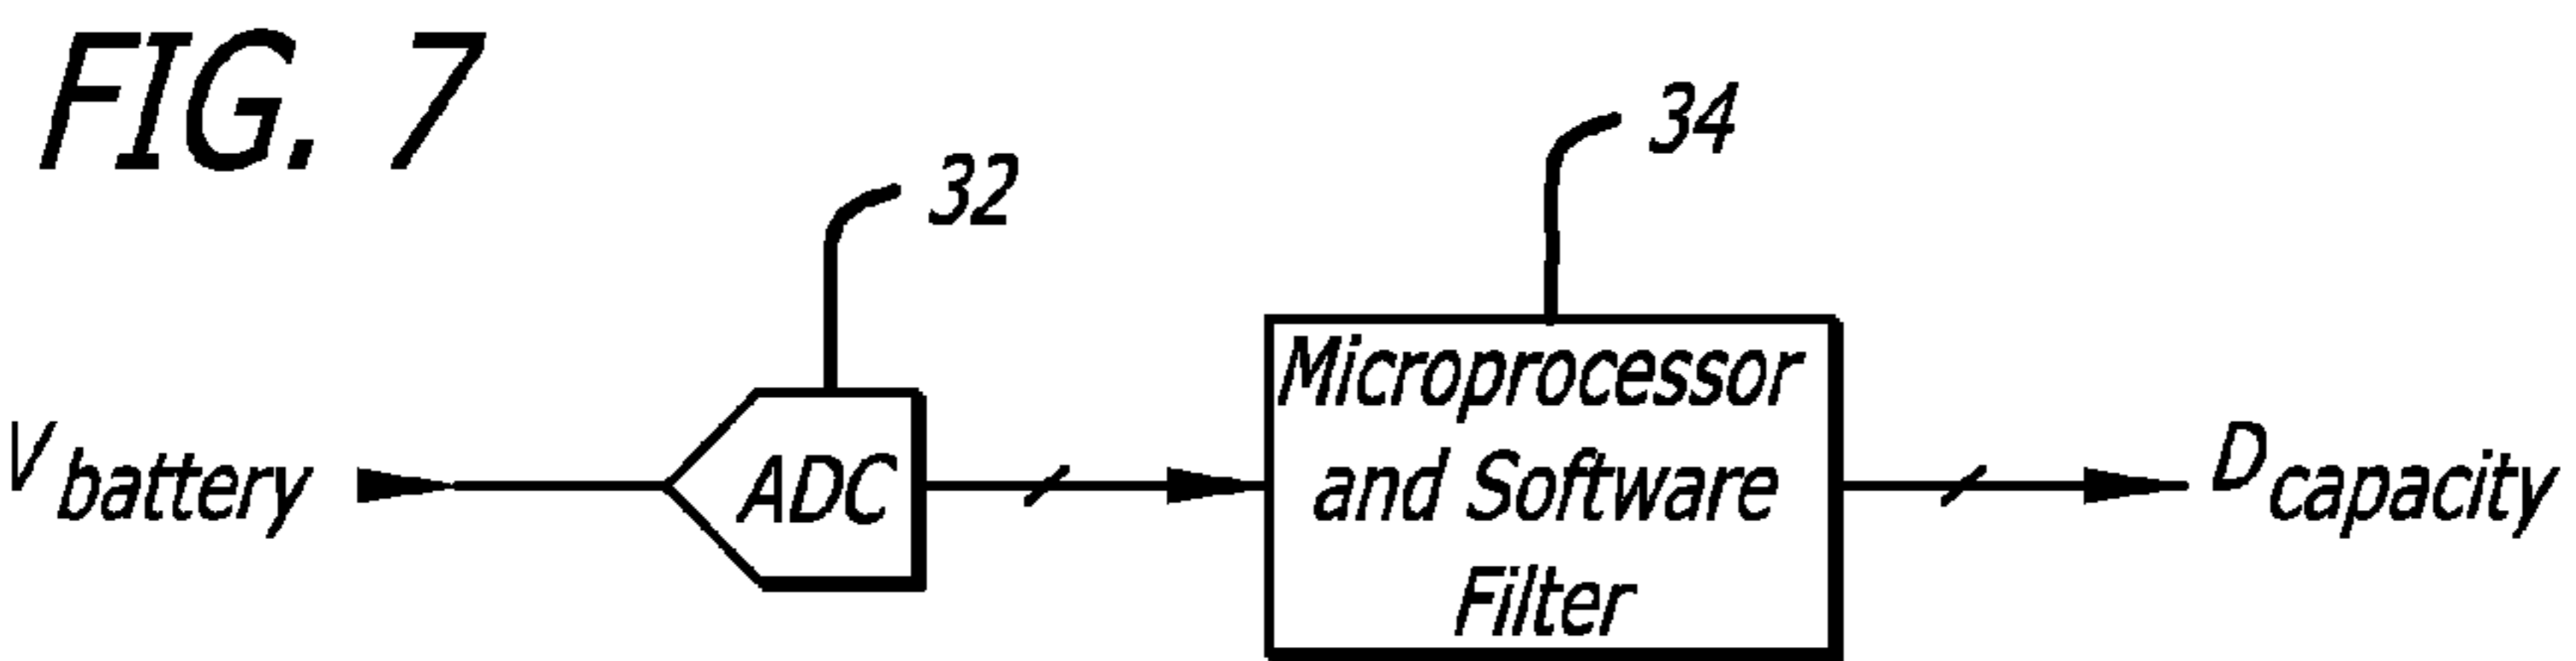 FIG. 7
32
34
V battery
ADC
Microprocessor
and Software
Filter
D capacity